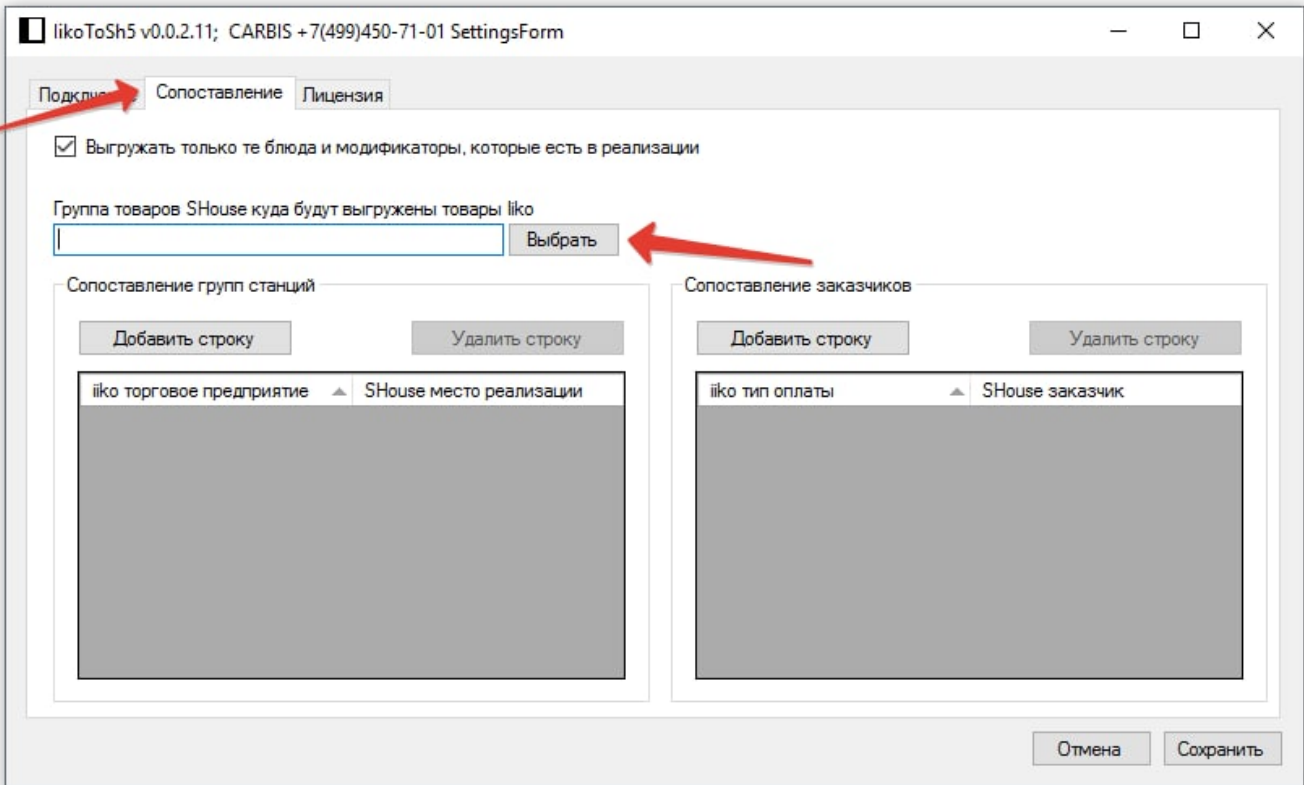 IikoToSh5 v0.0.2.11; CARBIS +7(499)450-71-01 SettingsForm
Сопоставление Лицензия
Выгружать только те блюда и модификаторы, которые есть в реализации
Группа товаров SHouse куда будут выгружены товары Iiko
Выбрать
Сопоставление групп станций
Добавить строку Удалить строку
iiko торговое предприятие SHouse место реализации
Сопоставление заказчиков
Добавить строку Удалить строку
iiko тип оплаты SHouse заказчик
Отмена Сохранить